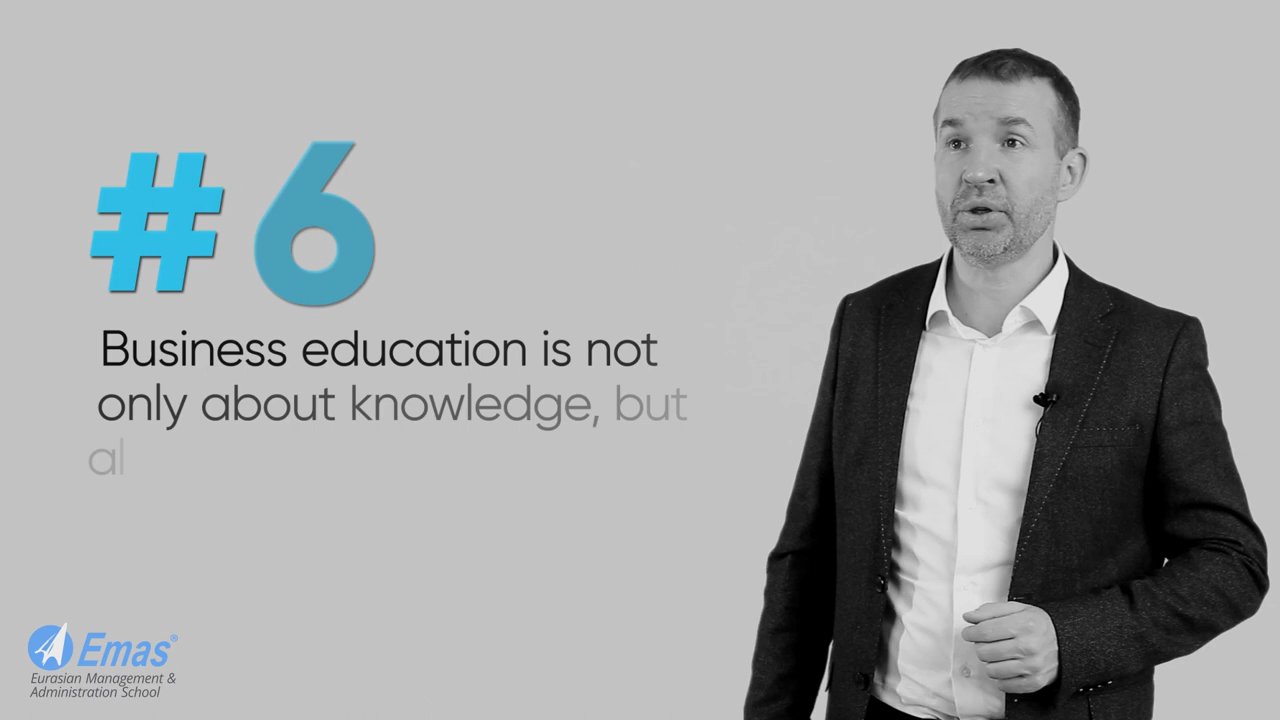 #6
Business education is not
only about knowledge, but
al
Emas®
Eurasian Management &
Administration School